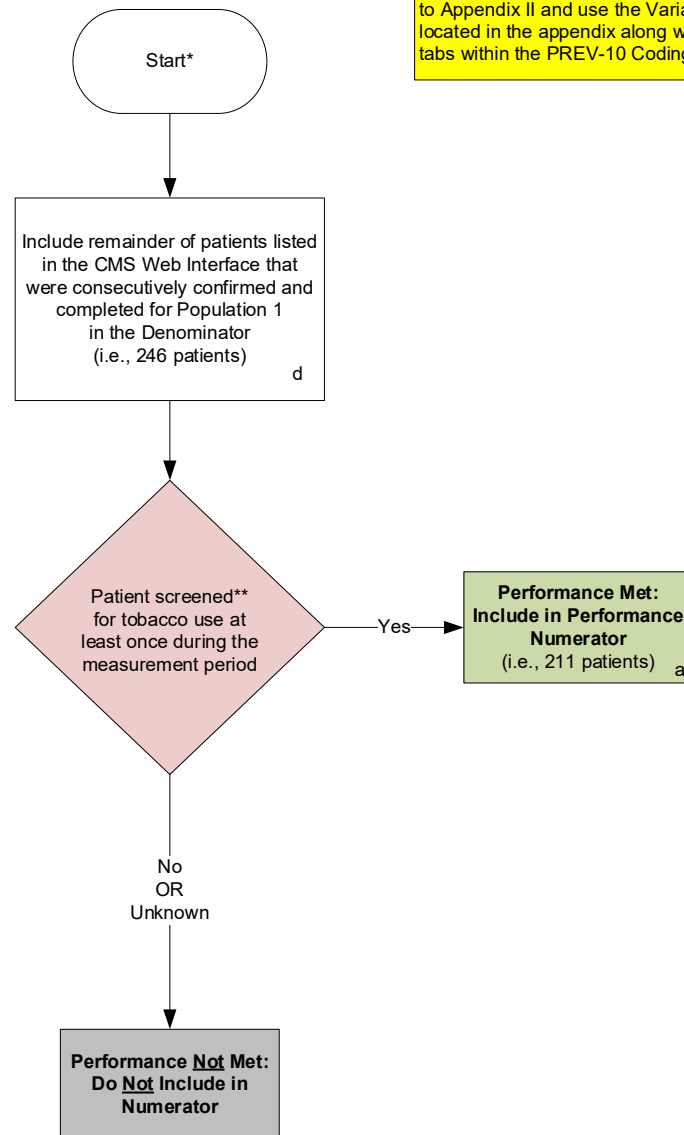 Start*
to Appendix II and use the
located in the appendix along
tabs within the PREV-10
Include remainder of patients listed
in the CMS Web Interface that
were consecutively confirmed and
completed for Population 1
in the Denominator
(i.e., 246 patients)
d
Patient screened**
for tobacco use at
least once during the
measurement period
Yes
Performance Met:
Include in Performance
Numerator
(i.e., 211 patients)
a
No
OR
Unknown
Performance Not Met:
Do Not Include in
Numerator